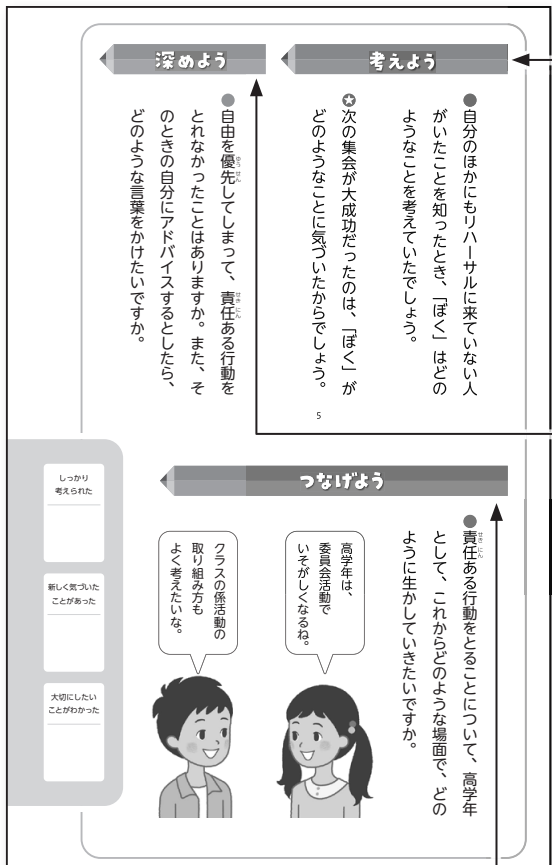 考えよう
●自分のほかにもリハーサルに来ていない人
がいたことを知ったとき、「ぼく」はどの
ようなことを考えていたでしょう。
★次の集会が大成功だったのは、「ぼく」が
どのようなことに気づいたからでしょう。
5
深めよう
●自由を優先してしまって、責任ある行動を
ゆうせん
せきにん
とれなかったことはありますか。また、そ
のときの自分にアドバイスするとしたら、
どのような言葉をかけたいですか。
つなげよう
●責任ある行動をとることについて、高学年
せきにん
として、これからどのような場面で、どの
ように生かしていきたいですか。
高学年は、
委員会活動で
いそがしくなるね。
クラスの係活動の
取り組み方も
よく考えたいな。
しっかり
考えられた
新しく気づいた
ことがあった
大切にしたい
ことがわかった